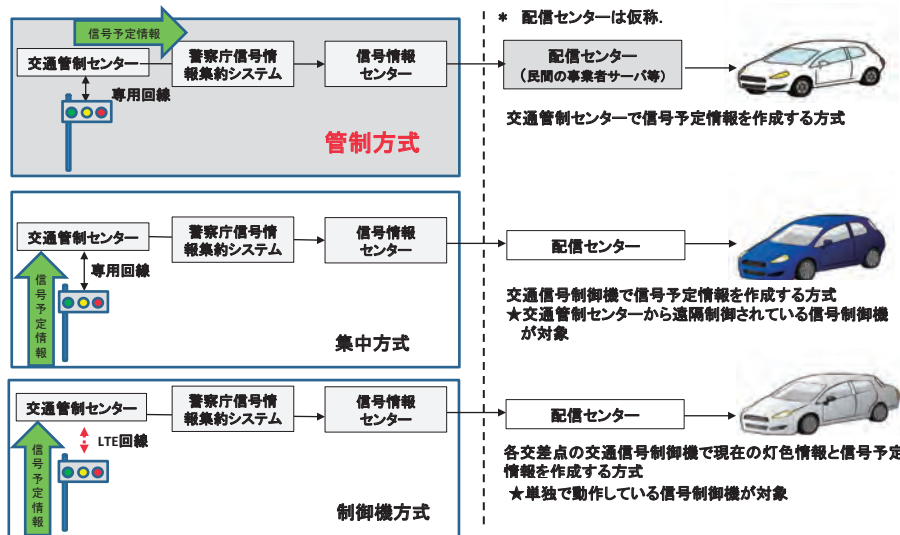 信号予定情報
交通管制センター
警察庁信号情
報集約システム
信号情報
センター
専用回線
管制方式
* 配信センターは仮称.
配信センター
(民間の事業者サーバ等)
交通管制センターで信号予定情報を作成する方式
交通管制センター
警察庁信号情
報集約システム
信号情報
センター
専用回線
信号予定情報
集中方式
配信センター
交通信号制御機で信号予定情報を作成する方式
★交通管制センターから遠隔制御されている信号制御機
が対象
交通管制センター
警察庁信号情
報集約システム
信号情報
センター
LTE回線
信号予定情報
制御機方式
配信センター
各交差点の交通信号制御機で現在の灯色情報と信号予定
情報を作成する方式
★単独で動作している信号制御機が対象